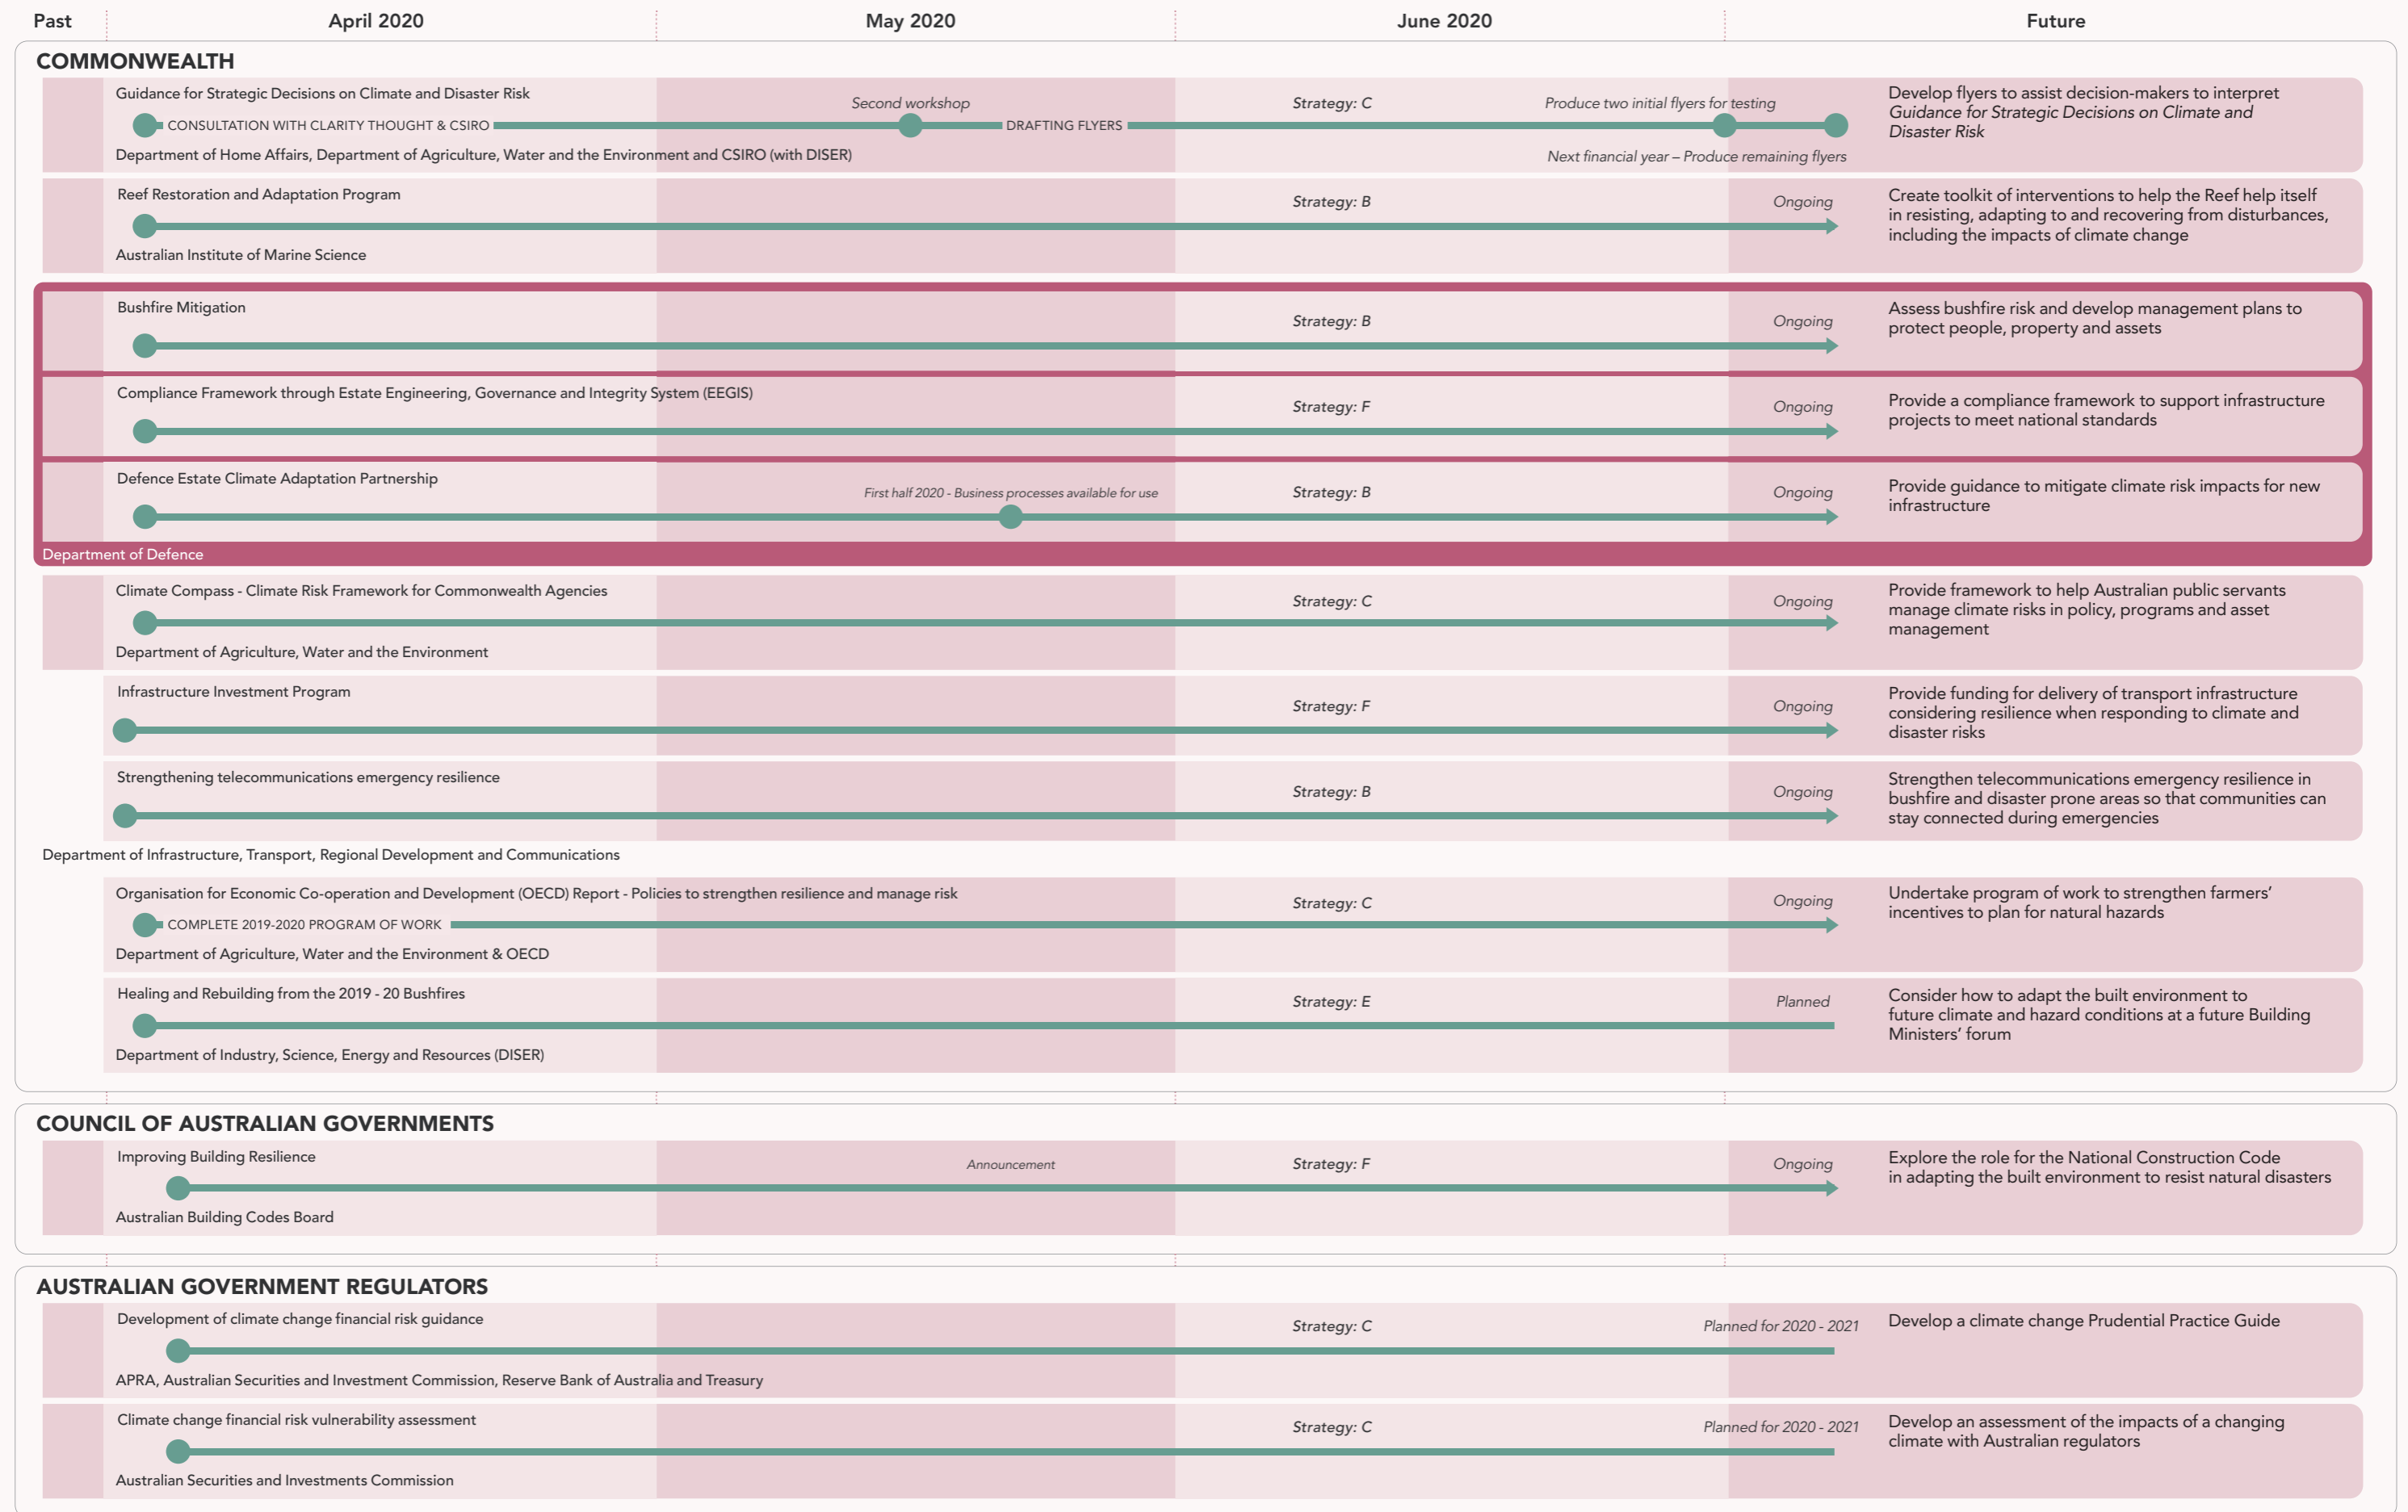 Past April 2020 May 2020 June 2020 Future
COMMONWEALTH
Guidance for Strategic Decisions on Climate and Disaster Risk
Second workshop
Strategy: C
Produce two initial flyers for testing
CONSULTATION WITH CLARITY THOUGHT & CSIRO
DRAFTING FLYERS
Department of Home Affairs, Department of Agriculture, Water and the Environment and CSIRO (with DISER)
Next financial year – Produce remaining flyers
Develop flyers to assist decision-makers to interpret
Guidance for Strategic Decisions on Climate and
Disaster Risk
Reef Restoration and Adaptation Program
Strategy: B
Ongoing
Australian Institute of Marine Science
Create toolkit of interventions to help the Reef help itself
in resisting, adapting to and recovering from disturbances,
including the impacts of climate change
Bushfire Mitigation
Strategy: B
Ongoing
Assess bushfire risk and develop management plans to
protect people, property and assets
Compliance Framework through Estate Engineering, Governance and Integrity System (EEGIS)
Strategy: F
Ongoing
Provide a compliance framework to support infrastructure
projects to meet national standards
Defence Estate Climate Adaptation Partnership
First half 2020 - Business processes available for use
Strategy: B
Ongoing
Provide guidance to mitigate climate risk impacts for new
infrastructure
Department of Defence
Climate Compass - Climate Risk Framework for Commonwealth Agencies
Strategy: C
Ongoing
Department of Agriculture, Water and the Environment
Provide framework to help Australian public servants
manage climate risks in policy, programs and asset
management
Infrastructure Investment Program
Strategy: F
Ongoing
Provide funding for delivery of transport infrastructure
considering resilience when responding to climate and
disaster risks
Strengthening telecommunications emergency resilience
Strategy: B
Ongoing
Strengthen telecommunications emergency resilience in
bushfire and disaster prone areas so that communities can
stay connected during emergencies
Department of Infrastructure, Transport, Regional Development and Communications
Organisation for Economic Co-operation and Development (OECD) Report - Policies to strengthen resilience and manage risk
Strategy: C
Ongoing
COMPLETE 2019-2020 PROGRAM OF WORK
Department of Agriculture, Water and the Environment & OECD
Undertake program of work to strengthen farmers’
incentives to plan for natural hazards
Healing and Rebuilding from the 2019 - 20 Bushfires
Strategy: E
Planned
Department of Industry, Science, Energy and Resources (DISER)
Consider how to adapt the built environment to
future climate and hazard conditions at a future Building
Ministers’ forum
COUNCIL OF AUSTRALIAN GOVERNMENTS
Improving Building Resilience
Announcement
Strategy: F
Ongoing
Australian Building Codes Board
Explore the role for the National Construction Code
in adapting the built environment to resist natural disasters
AUSTRALIAN GOVERNMENT REGULATORS
Development of climate change financial risk guidance
Strategy: C
Planned for 2020 - 2021
APRA, Australian Securities and Investment Commission, Reserve Bank of Australia and Treasury
Develop a climate change Prudential Practice Guide
Climate change financial risk vulnerability assessment
Strategy: C
Planned for 2020 - 2021
Australian Securities and Investments Commission
Develop an assessment of the impacts of a changing
climate with Australian regulators